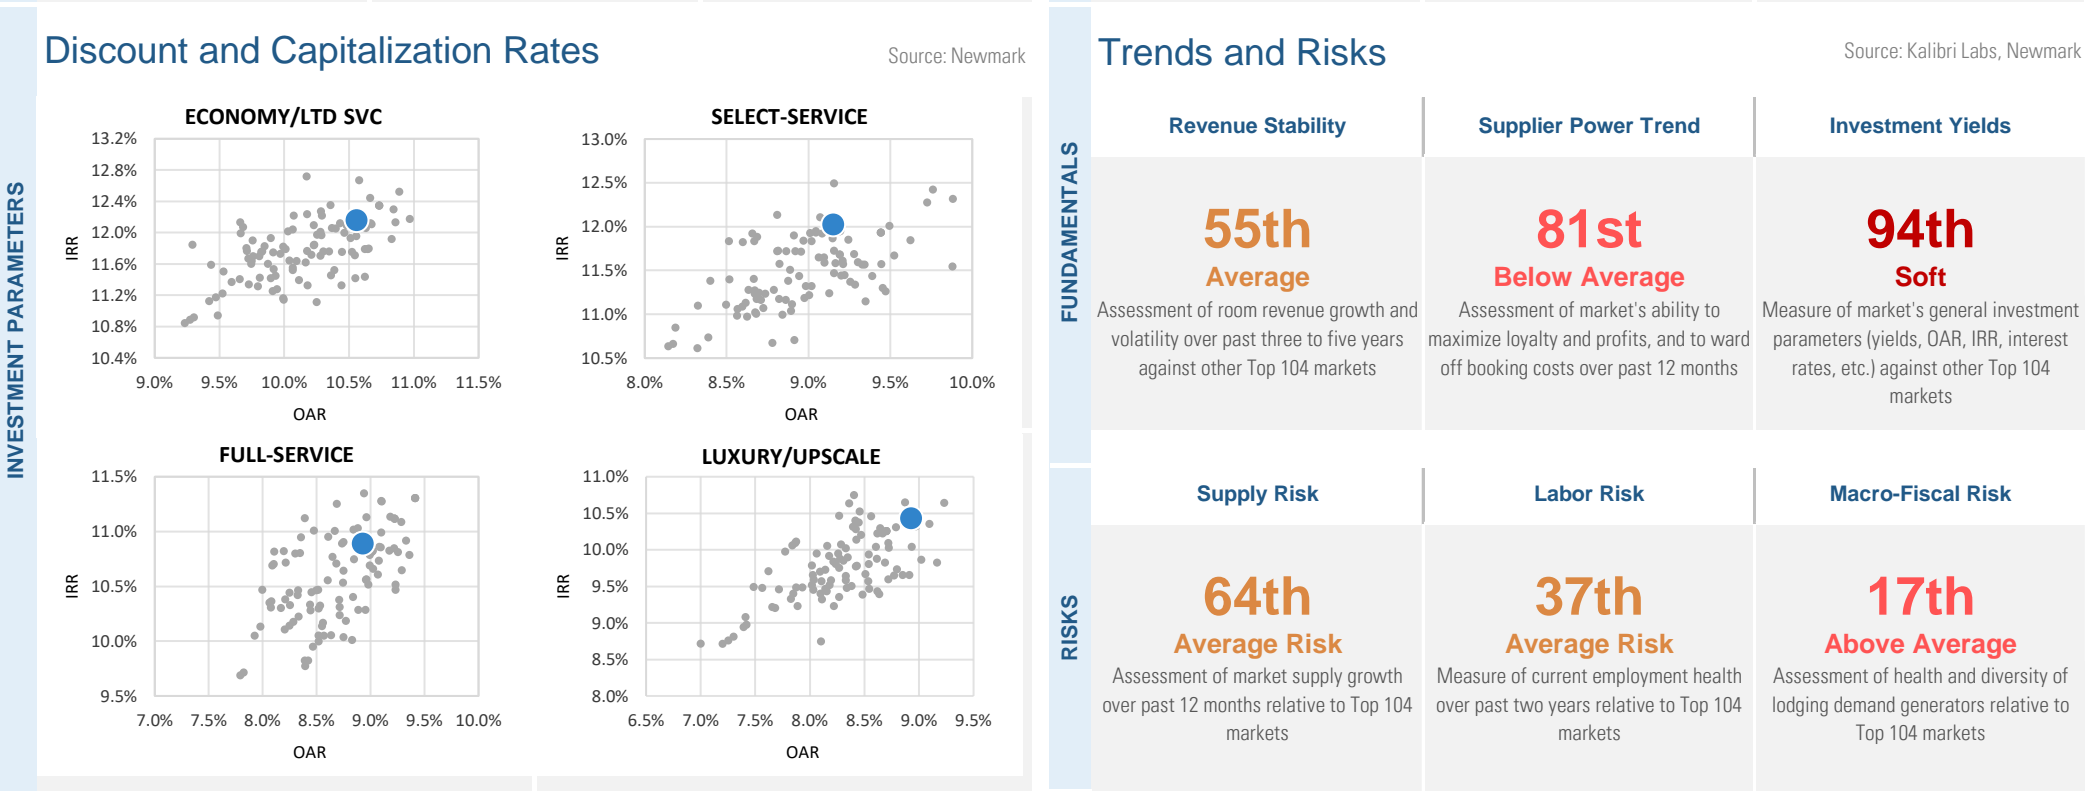 Discount and Capitalization Rates
Source: Newmark
INVESTMENT PARAMETERS
ECONOMY/LTD SVC
13.2%
12.8%
12.4%
12.0%
11.6%
11.2%
10.8%
10.4%
IRR
9.0% 9.5% 10.0% 10.5% 11.0% 11.5%
OAR
SELECT-SERVICE
13.0%
12.5%
12.0%
11.5%
11.0%
10.5%
IRR
8.0% 8.5% 9.0% 9.5% 10.0%
OAR
FULL-SERVICE
11.5%
11.0%
10.5%
10.0%
9.5%
IRR
7.0% 7.5% 8.0% 8.5% 9.0% 9.5% 10.0%
OAR
LUXURY/UPSCALE
11.0%
10.5%
10.0%
9.5%
9.0%
8.5%
8.0%
IRR
6.5% 7.0% 7.5% 8.0% 8.5% 9.0% 9.5%
OAR
Trends and Risks
Source: Kalibri Labs, Newmark
FUNDAMENTALS
Revenue Stability
55th
Average
Assessment of room revenue growth and
volatility over past three to five years
against other Top 104 markets
Supplier Power Trend
81st
Below Average
Assessment of market's ability to
maximize loyalty and profits, and to ward
off booking costs over past 12 months
Investment Yields
94th
Soft
Measure of market's general investment
parameters (yields, OAR, IRR, interest
rates, etc.) against other Top 104
markets
RISKS
Supply Risk
64th
Average Risk
Assessment of market supply growth
over past 12 months relative to Top 104
markets
Labor Risk
37th
Average Risk
Measure of current employment health
over past two years relative to Top 104
markets
Macro-Fiscal Risk
17th
Above Average
Assessment of health and diversity of
lodging demand generators relative to
Top 104 markets